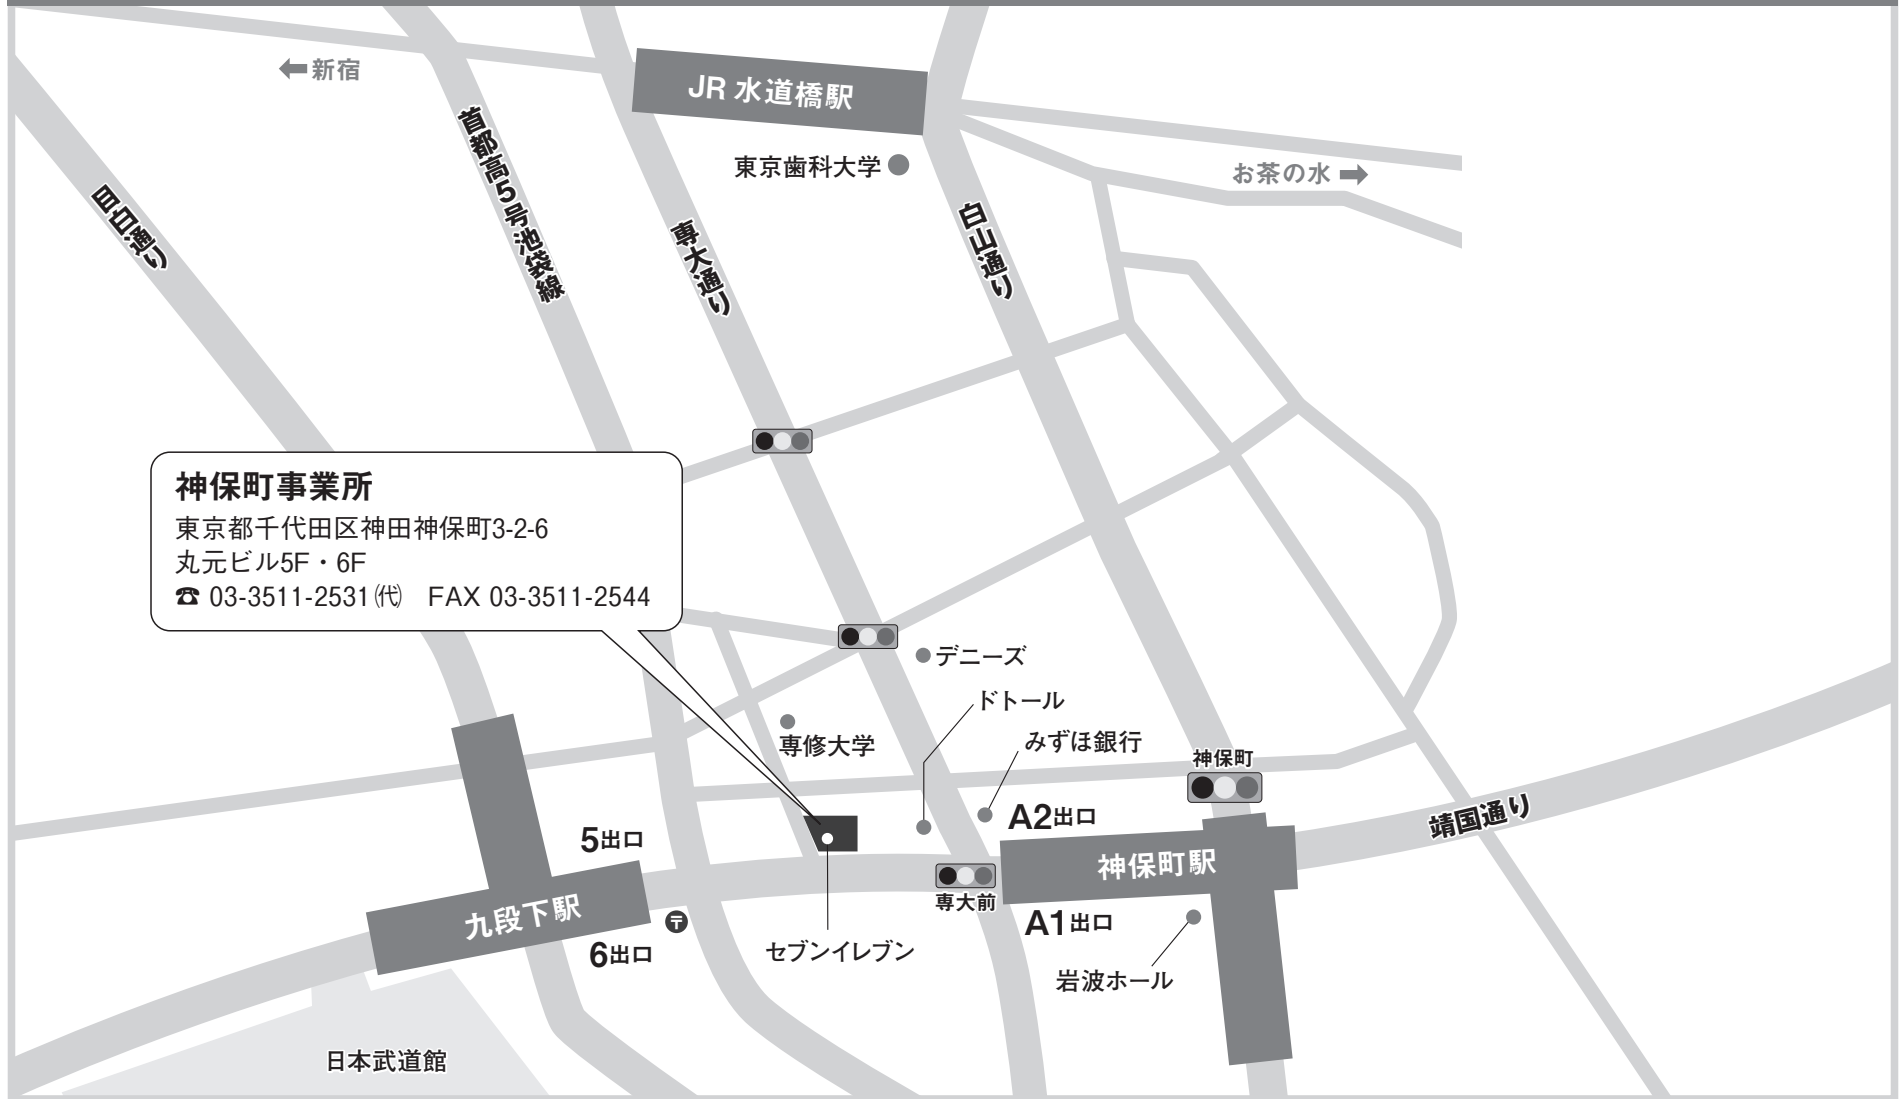 新宿
JR 水道橋駅
東京歯科大学
お茶の水
目白通り
首都高5号池袋線
専大通り
白山通り
神保町事業所
東京都千代田区神田神保町3-2-6
丸元ビル5F・6F
☎ 03-3511-2531㈹　FAX 03-3511-2544
デニーズ
ドトール
専修大学
みずほ銀行
神保町
靖国通り
A2出口
5出口
神保町駅
専大前
九段下駅
〒
A1出口
6出口
セブンイレブン
岩波ホール
日本武道館